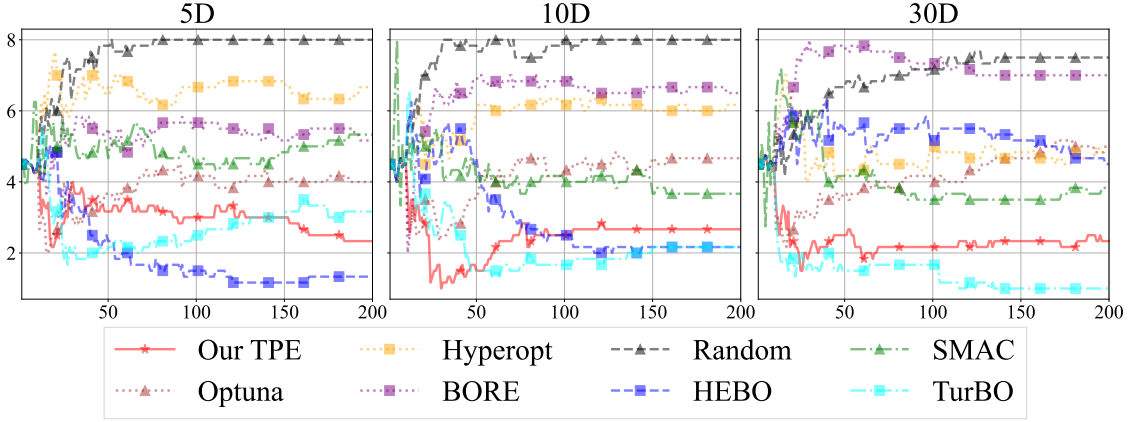 5D 10D 30D
8
6
4
2
50 100 150 200 50 100 150 200 50 100 150 200
Our TPE Hyperopt Random SMAC
Optuna BORE HEBO TurBO